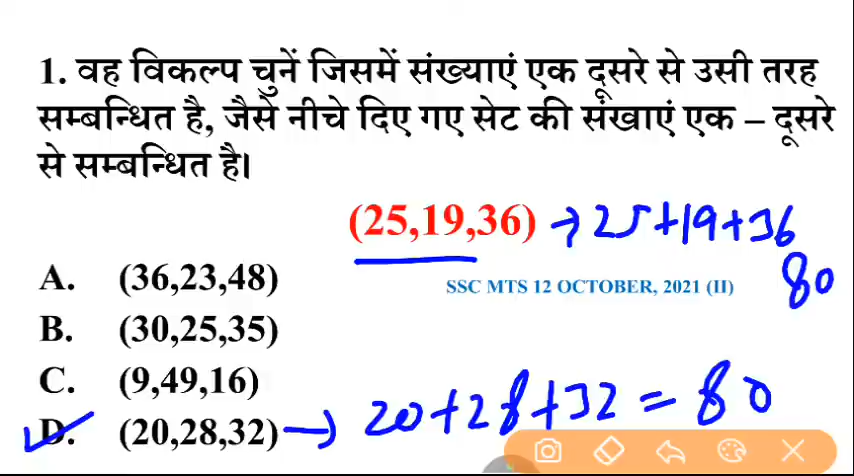 1. वह विकल्प चुनें जिसमें संख्याएं एक दूसरे से उसी तरह
सम्बन्धित है, जैसे नीचे दिए गए सेट की संखाएं एक – दूसरे
से सम्बन्धित है।
(25,19,36) → 25+19+36
80
A. (36,23,48)
SSC MTS 12 OCTOBER, 2021 (II)
B. (30,25,35)
C. (9,49,16)
D. (20,28,32) → 20+28+32 = 80